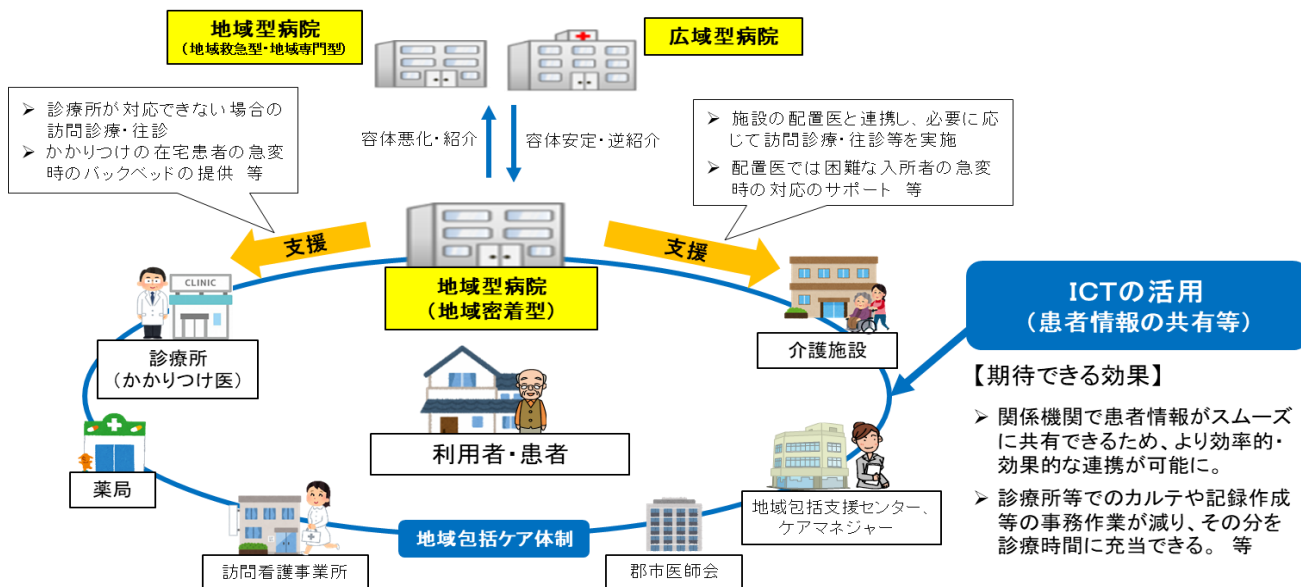 地域型病院
(地域救急型・地域専門型)
広域型病院
➢ 診療所が対応できない場合の
訪問診療・往診
➢ かかりつけの在宅患者の急変
時のバックベッドの提供 等
容体悪化・紹介
容体安定・逆紹介
➢ 施設の配置医と連携し、必要に応
じて訪問診療・往診等を実施
➢ 配置医では困難な入所者の急変
時の対応のサポート 等
支援
支援
地域型病院
(地域密着型)
CLINIC
診療所
(かかりつけ医)
介護施設
ICTの活用
(患者情報の共有等)
【期待できる効果】
➢ 関係機関で患者情報がスムーズ
に共有できるため、より効率的・
効果的な連携が可能に。
➢ 診療所等でのカルテや記録作成
等の事務作業が減り、その分を
診療時間に充当できる。 等
利用者・患者
薬局
地域包括支援センター、
ケアマネジャー
地域包括ケア体制
訪問看護事業所
郡市医師会